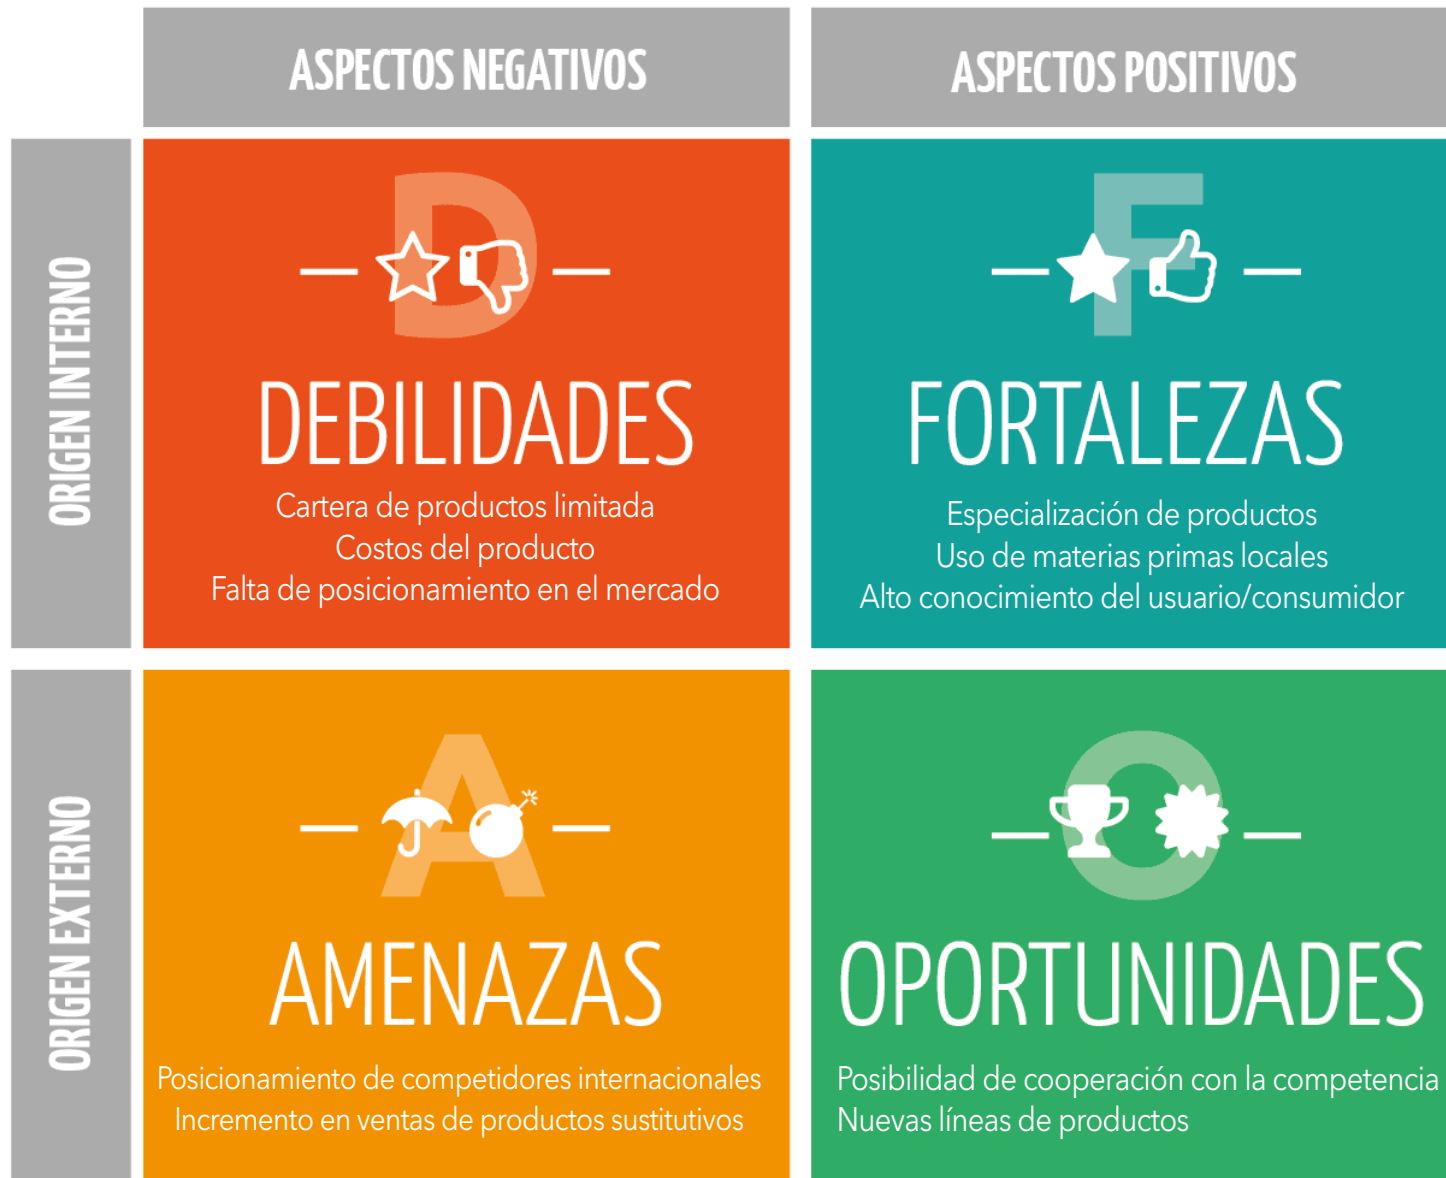 ASPECTOS NEGATIVOS
ASPECTOS POSITIVOS
ORIGEN INTERNO
D
DEBILIDADES
Cartera de productos limitada
Costos del producto
Falta de posicionamiento en el mercado
F
FORTALEZAS
Especialización de productos
Uso de materias primas locales
Alto conocimiento del usuario/consumidor
ORIGEN EXTERNO
A
AMENAZAS
Posicionamiento de competidores internacionales
Incremento en ventas de productos sustitutivos
O
OPORTUNIDADES
Posibilidad de cooperación con la competencia
Nuevas líneas de productos